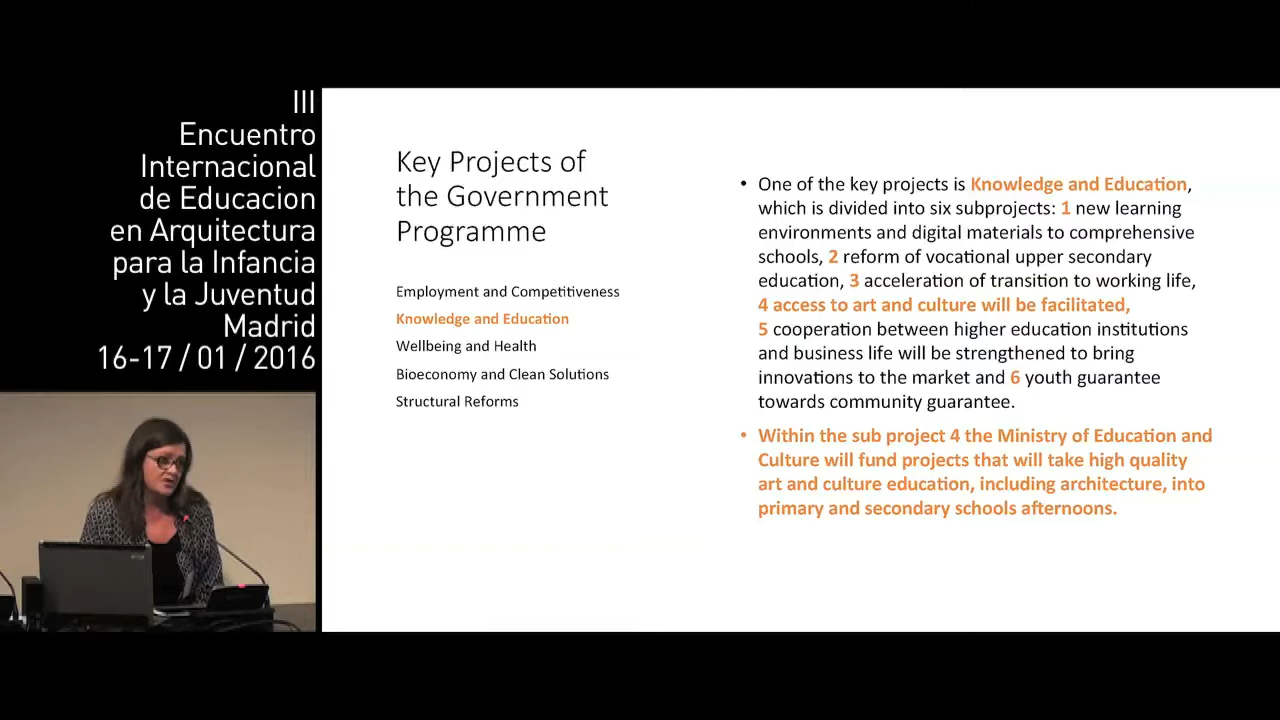 III
Encuentro
Internacional
de Educacion
en Arquitectura
para la Infancia
y la Juventud
Madrid
16-17 / 01 / 2016
Key Projects of
the Government
Programme
Employment and Competitiveness
Knowledge and Education
Wellbeing and Health
Bioeconomy and Clean Solutions
Structural Reforms
• One of the key projects is Knowledge and Education,
which is divided into six subprojects: 1 new learning
environments and digital materials to comprehensive
schools, 2 reform of vocational upper secondary
education, 3 acceleration of transition to working life,
4 access to art and culture will be facilitated,
5 cooperation between higher education institutions
and business life will be strengthened to bring
innovations to the market and 6 youth guarantee
towards community guarantee.
• Within the sub project 4 the Ministry of Education and
Culture will fund projects that will take high quality
art and culture education, including architecture, into
primary and secondary schools afternoons.